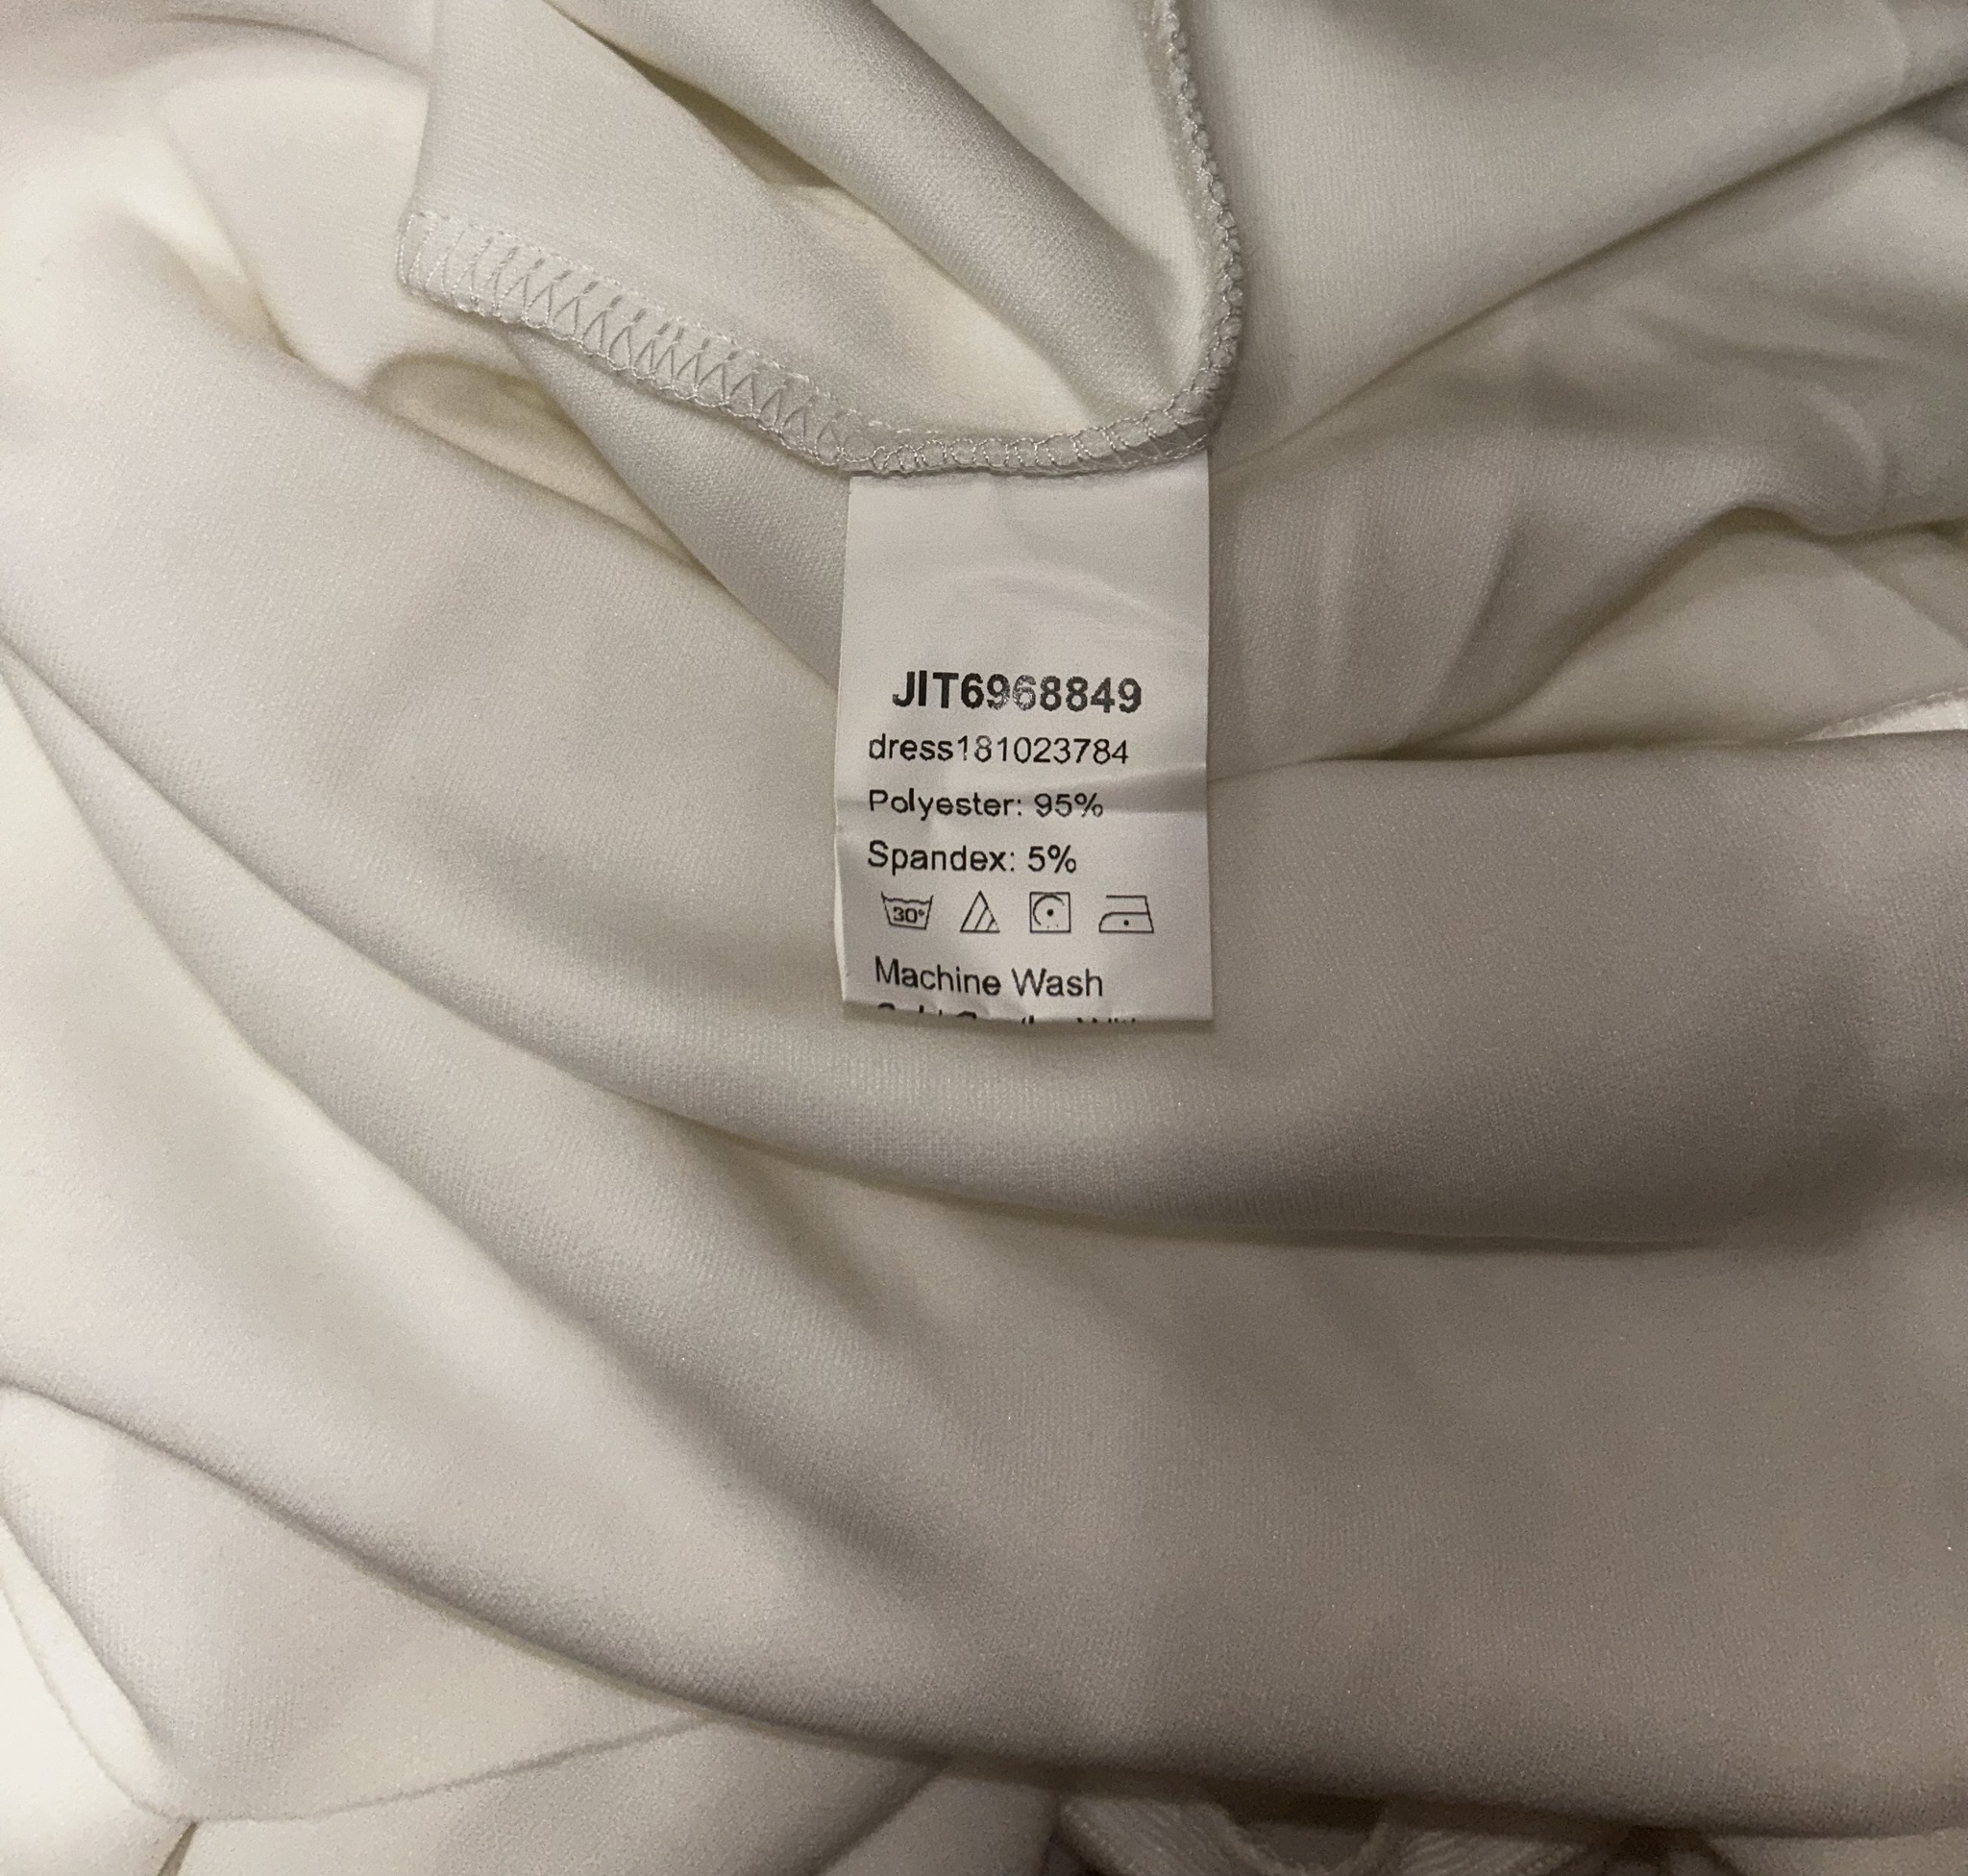 JIT6968849
dress181023784
Polyester: 95%
Spandex: 5%
30°
Machine Wash